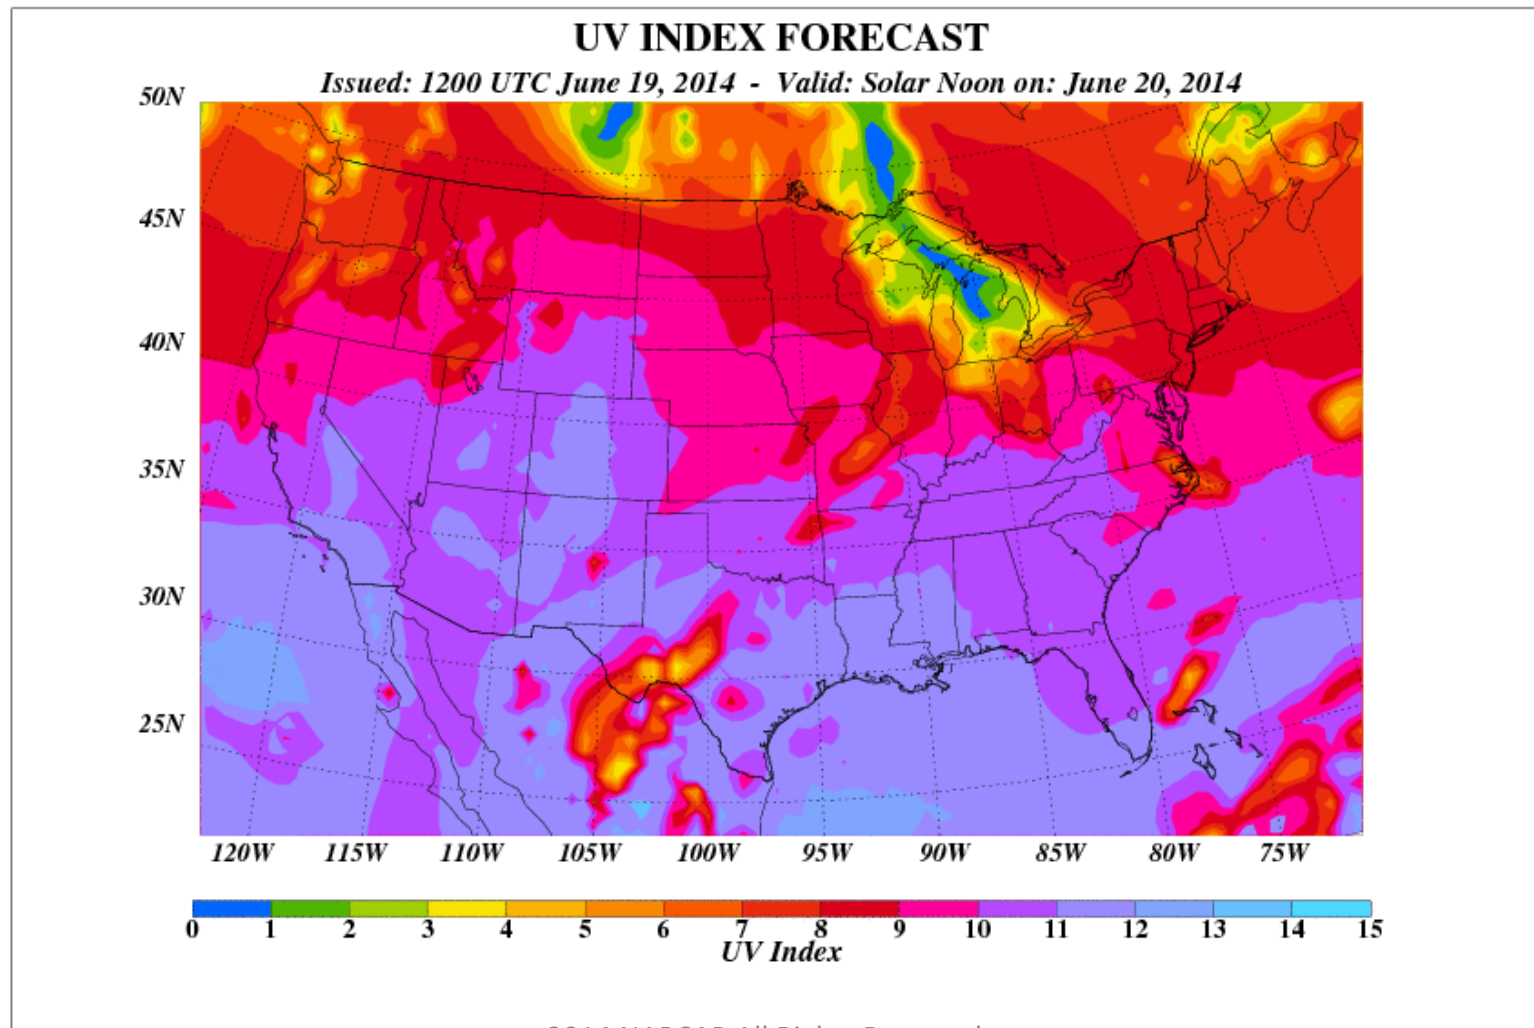 UV INDEX FORECAST
Issued: 1200 UTC June 19, 2014 - Valid: Solar Noon on: June 20, 2014
50N
45N
40N
35N
30N
25N
120W 115W 110W 105W 100W 95W 90W 85W 80W 75W
0 1 2 3 4 5 6 7 8 9 10 11 12 13 14 15
UV Index